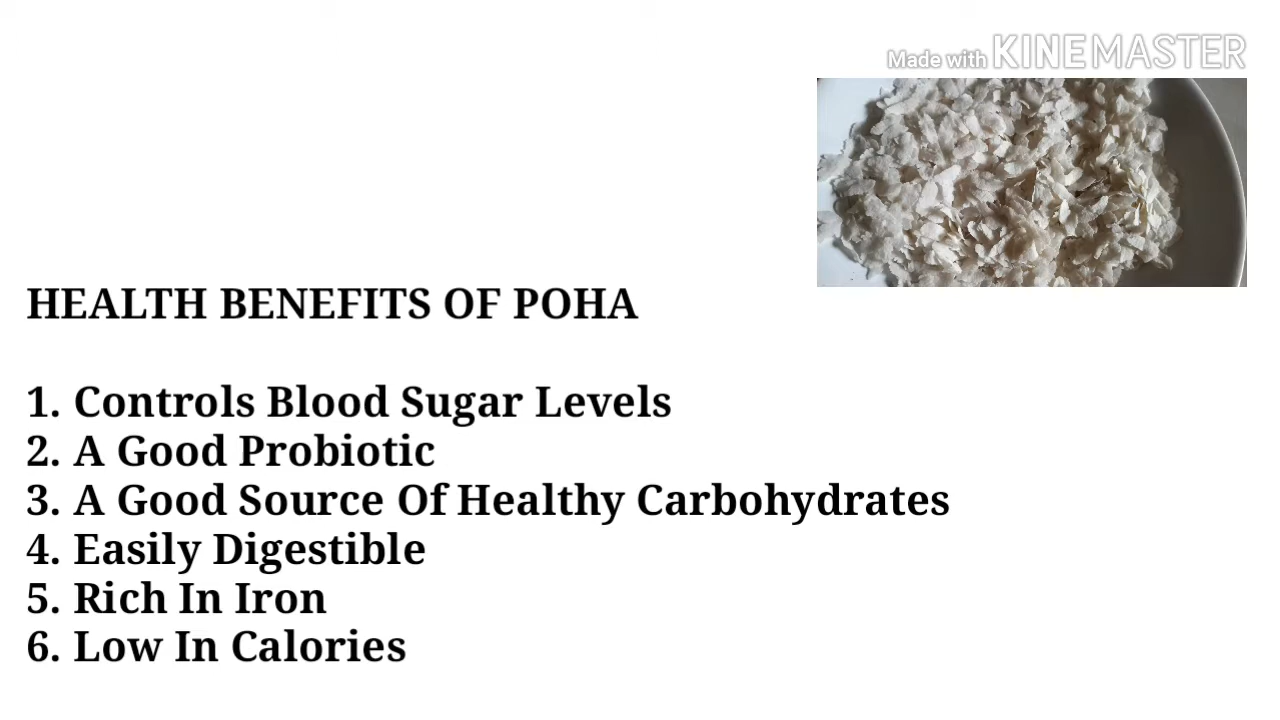 Made with KINEMASTER
HEALTH BENEFITS OF POHA
1. Controls Blood Sugar Levels
2. A Good Probiotic
3. A Good Source Of Healthy Carbohydrates
4. Easily Digestible
5. Rich In Iron
6. Low In Calories